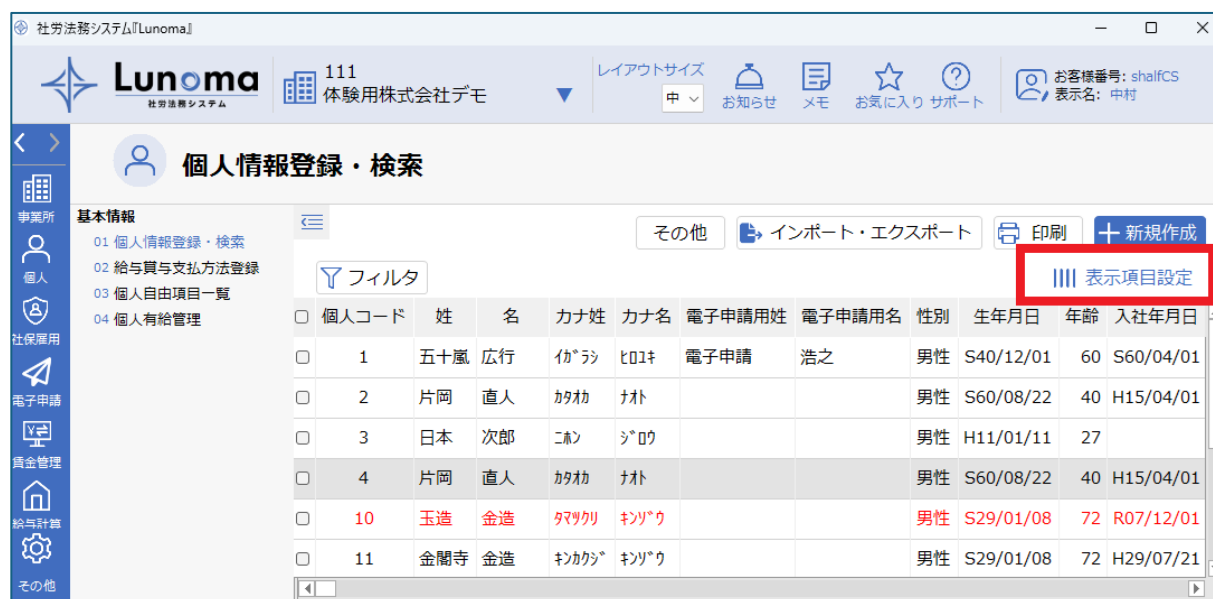 社労法務システム『Lunoma』
Lunoma
社労法務システム
111
体験用株式会社デモ
レイアウトサイズ
中
お知らせ
メモ
お気に入り
サポート
お客様番号: shalfCS
表示名: 中村
個人情報登録・検索
事業所
個人
社保雇用
電子申請
賃金管理
給与計算
その他
基本情報
01 個人情報登録・検索
02 給与賞与支払方法登録
03 個人自由項目一覧
04 個人有給管理
その他 インポート・エクスポート 印刷 新規作成
フィルタ 表示項目設定
個人コード 姓 名 カナ姓 カナ名 電子申請用姓 電子申請用名 性別 生年月日 年齢 入社年月日
1 五十嵐 広行 ｲｶﾞﾗｼ ﾋﾛﾕｷ 電子申請 浩之 男性 S40/12/01 60 S60/04/01
2 片岡 直人 ｶﾀｵｶ ﾅｵﾄ 男性 S60/08/22 40 H15/04/01
3 日本 次郎 ﾆﾎﾝ ｼﾞﾛｳ 男性 H11/01/11 27
4 片岡 直人 ｶﾀｵｶ ﾅｵﾄ 男性 S60/08/22 40 H15/04/01
10 玉造 金造 ﾀﾏﾂｸﾘ ｷﾝｿﾞｳ 男性 S29/01/08 72 R07/12/01
11 金閣寺 金造 ｷﾝｶｸｼﾞ ｷﾝｿﾞｳ 男性 S29/01/08 72 H29/07/21